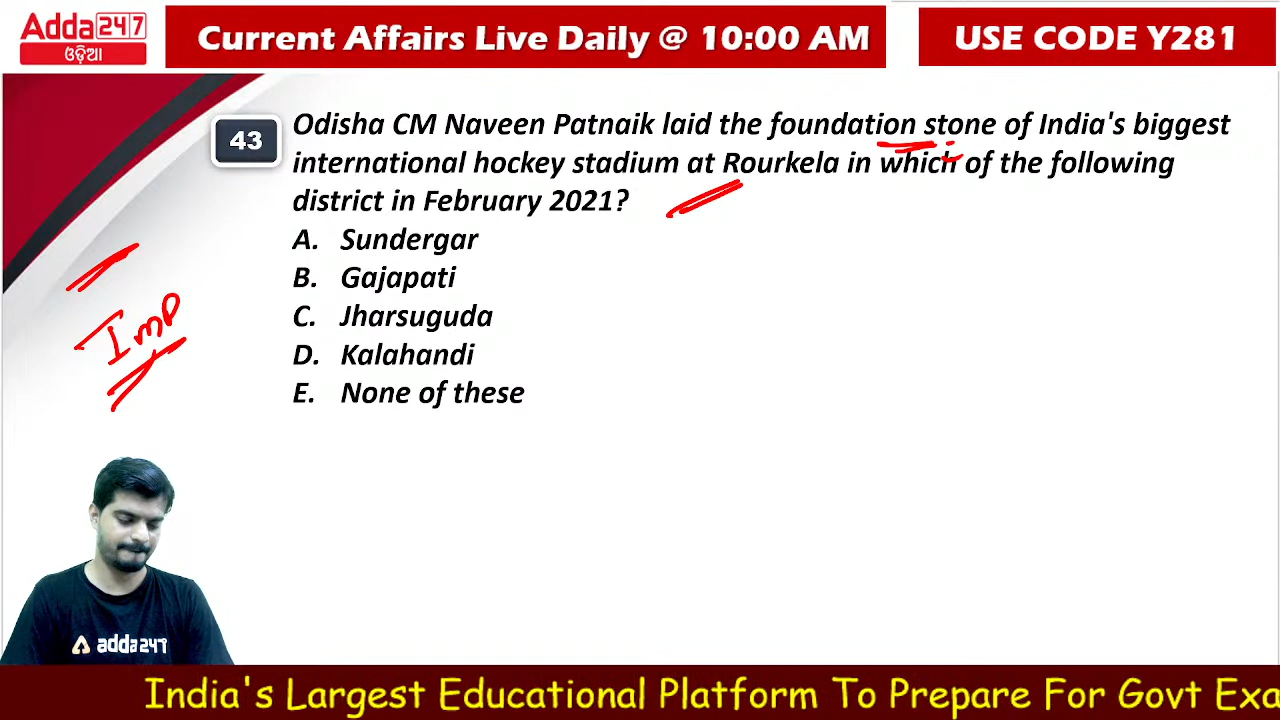 Adda247
ଓଡ଼ିଆ
Current Affairs Live Daily @ 10:00 AM
USE CODE Y281
43
Odisha CM Naveen Patnaik laid the foundation stone of India's biggest
international hockey stadium at Rourkela in which of the following
district in February 2021?
A. Sundergar
B. Gajapati
C. Jharsuguda
D. Kalahandi
E. None of these
Imp
adda247
India's Largest Educational Platform To Prepare For Govt Exa